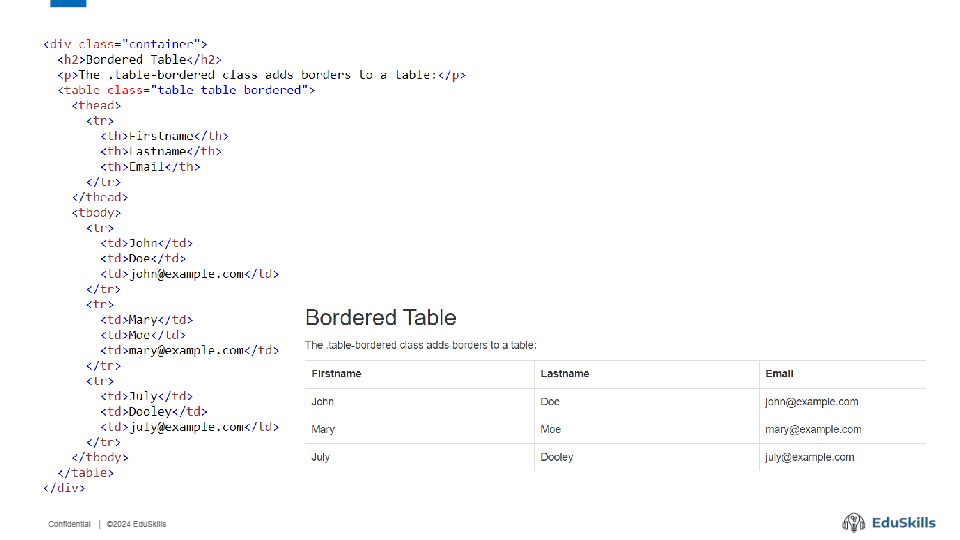 <div class="container">
<h2>Bordered Table</h2>
<p>The .table-bordered class adds borders to a table:</p>
<table class="table table-bordered">
<thead>
<tr>
<th>Firstname</th>
<th>Lastname</th>
<th>Email</th>
</tr>
</thead>
<tbody>
<tr>
<td>John</td>
<td>Doe</td>
<td>john@example.com</td>
</tr>
<tr>
<td>Mary</td>
<td>Moe</td>
<td>mary@example.com</td>
</tr>
<tr>
<td>July</td>
<td>Dooley</td>
<td>july@example.com</td>
</tr>
</tbody>
</table>
</div>
Bordered Table
The .table-bordered class adds borders to a table:
Firstname Lastname Email
John Doe john@example.com
Mary Moe mary@example.com
July Dooley july@example.com
Confidential | ©2024 EduSkills
EduSkills